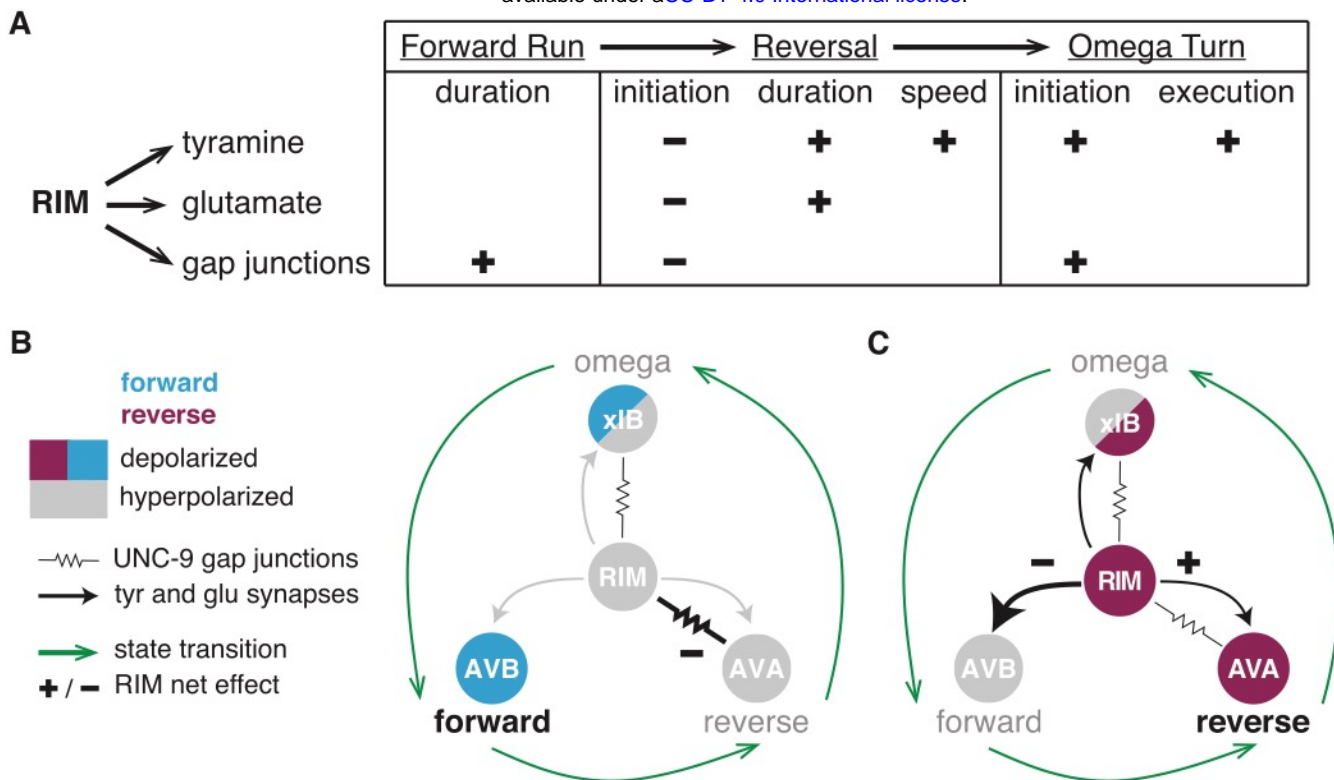 A
Forward Run Reversal Omega Turn
duration initiation duration speed initiation execution
tyramine − + + + +
RIM glutamate − +
gap junctions + − +
B
forward
reverse
depolarized
hyperpolarized
UNC-9 gap junctions
tyr and glu synapses
state transition
+ / − RIM net effect
omega
xIB
RIM
−
AVB AVA
forward reverse
C
omega
xIB
− +
RIM
AVB AVA
forward reverse